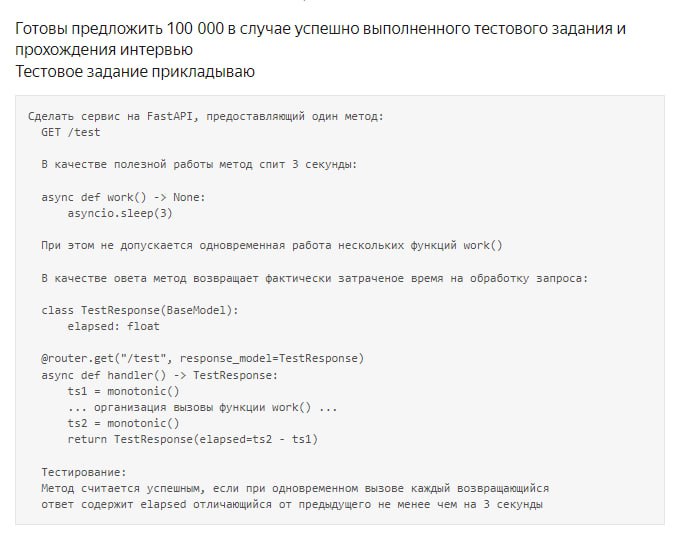 Готовы предложить 100 000 в случае успешно выполненного тестового задания и
прохождения интервью
Тестовое задание прикладываю
Сделать сервис на FastAPI, предоставляющий один метод:
GET /test
В качестве полезной работы метод спит 3 секунды:
async def work() -> None:
asyncio.sleep(3)
При этом не допускается одновременная работа нескольких функций work()
В качестве овета метод возвращает фактически затраченое время на обработку запроса:
class TestResponse(BaseModel):
elapsed: float
@router.get("/test", response_model=TestResponse)
async def handler() -> TestResponse:
ts1 = monotonic()
... организация вызовы функции work() ...
ts2 = monotonic()
return TestResponse(elapsed=ts2 - ts1)
Тестирование:
Метод считается успешным, если при одновременном вызове каждый возвращающийся
ответ содержит elapsed отличающийся от предыдущего не менее чем на 3 секунды